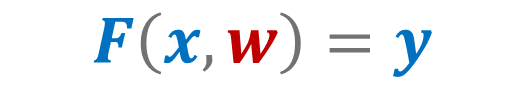 F(x,w) = y